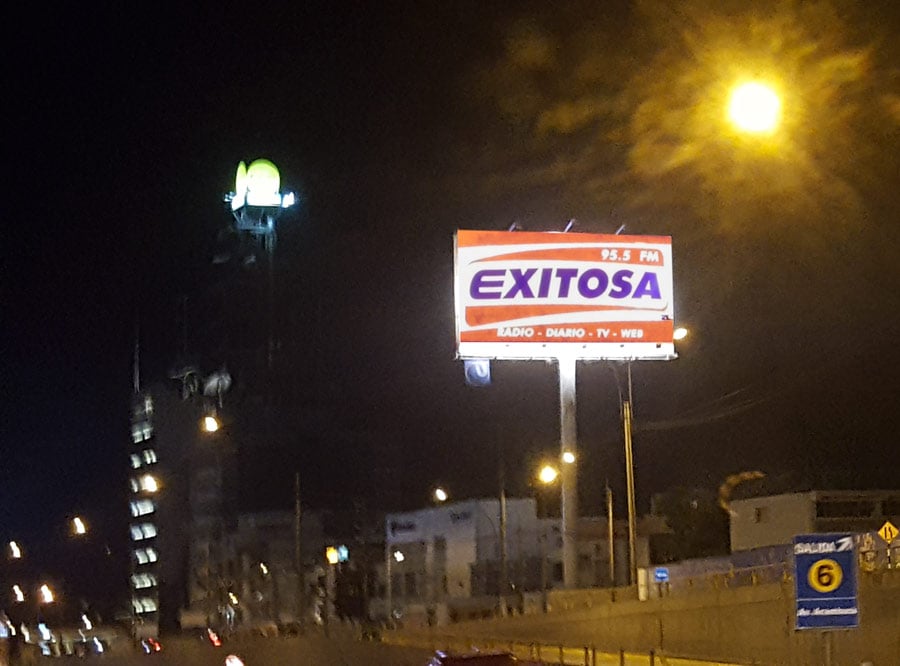 95.5 FM
EXITOSA
RADIO - DIARIO - TV - WEB
SALIDA
6